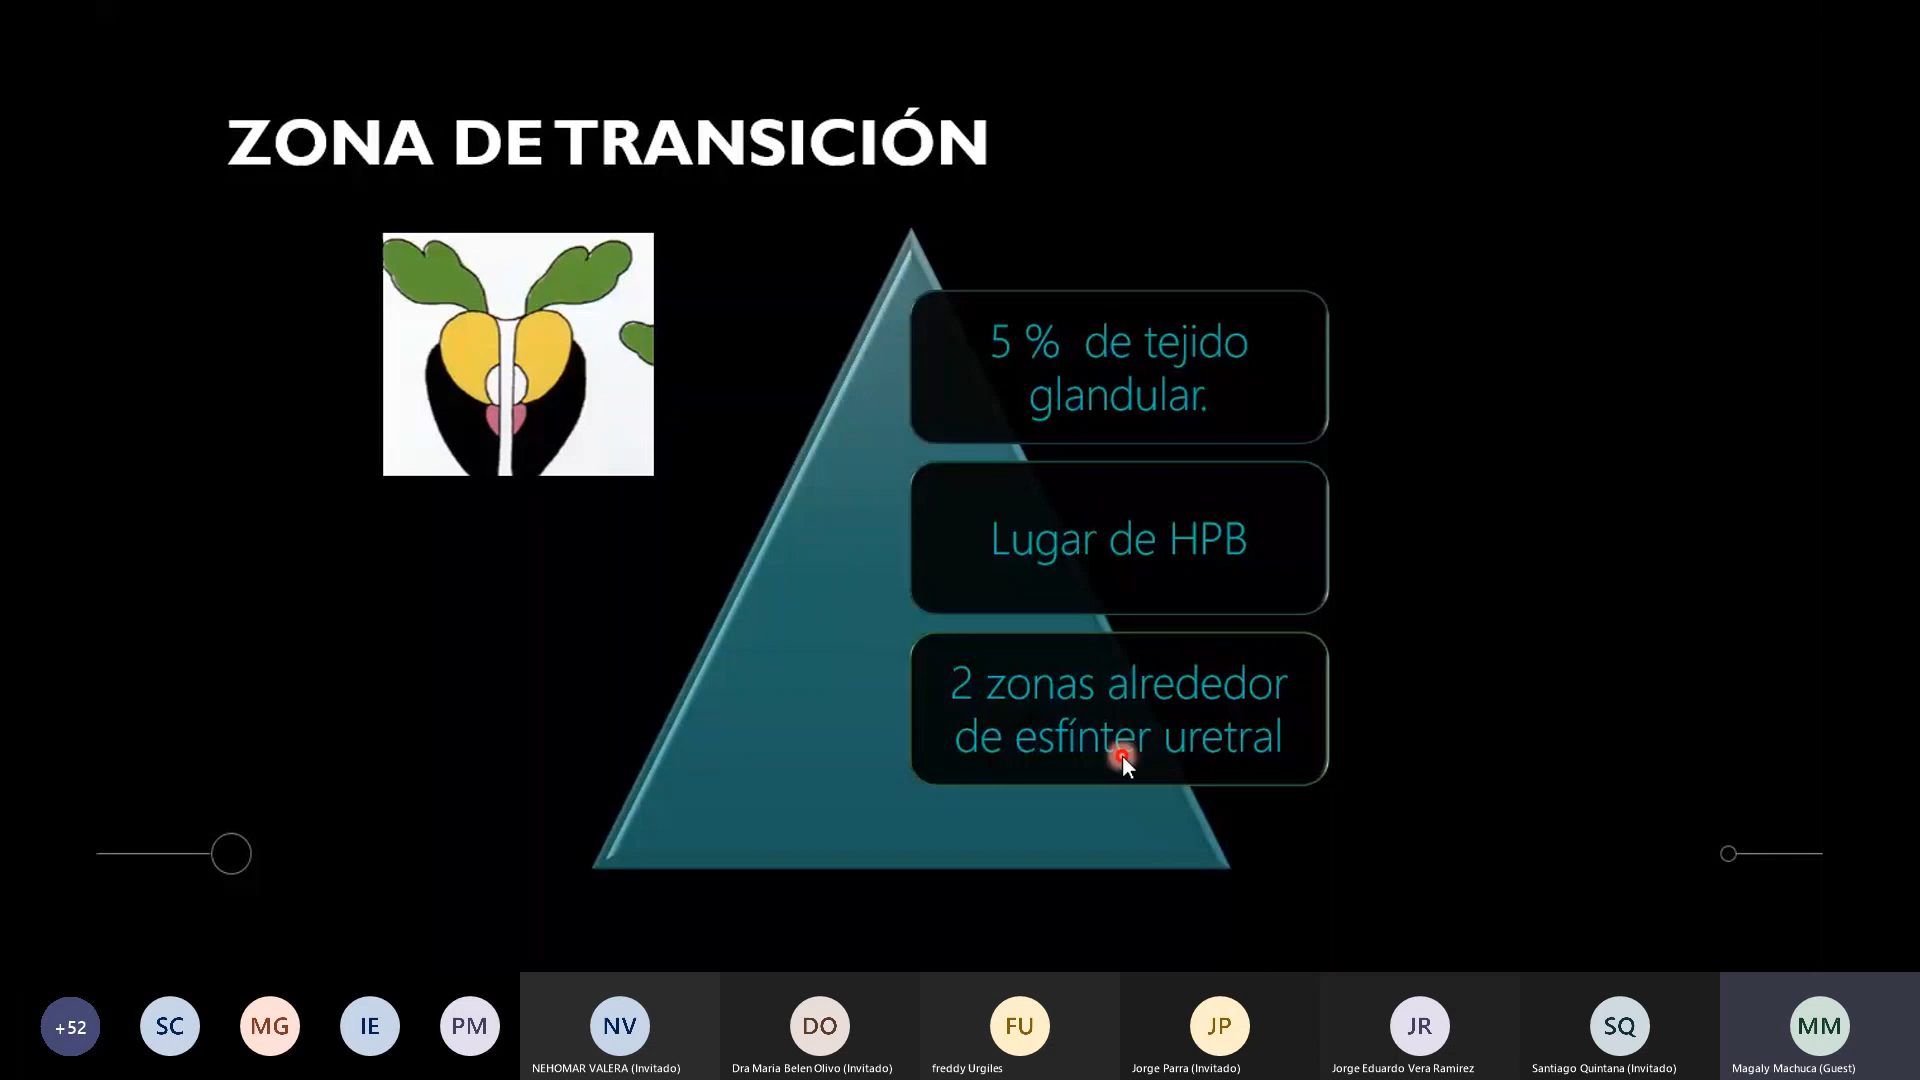 ZONA DE TRANSICIÓN
5 % de tejido
glandular.
Lugar de HPB
2 zonas alrededor
de esfínter uretral
+52
SC
MG
IE
PM
NV
DO
FU
JP
JR
SQ
MM
NEHOMAR VALERA (Invitado)
Dra Maria Belen Olivo (Invitado)
freddy Urgiles
Jorge Parra (Invitado)
Jorge Eduardo Vera Ramirez
Santiago Quintana (Invitado)
Magaly Machuca (Guest)